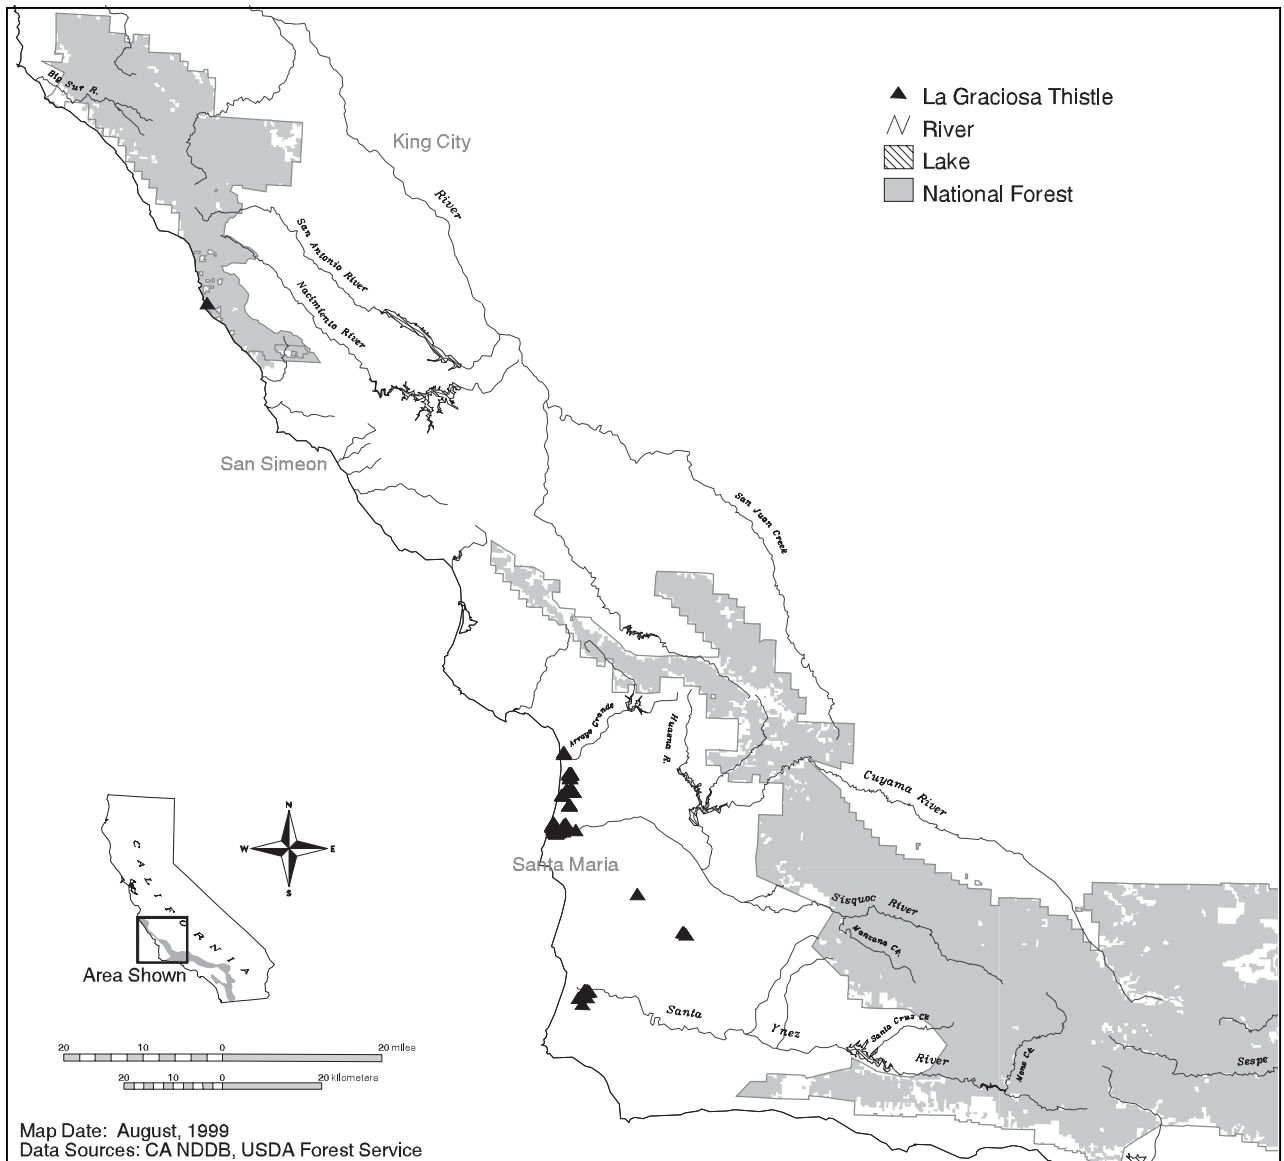 Big Sur R.
La Graciosa Thistle
River
Lake
National Forest
King City
River
San Antonio River
Nacimiento River
San Simeon
San Juan Creek
Arroyo Grande
Huasna R.
Cuyama River
Santa Maria
Sisquoc River
Manzana Ck.
Santa
Ynez
Santa Cruz Ck
River
Mono Ck
Sespe
N
W
E
S
CALIFORNIA
Area Shown
20
10
0
20 miles
20
10
0
20 kilometers
Map Date: August, 1999
Data Sources: CA NDDB, USDA Forest Service